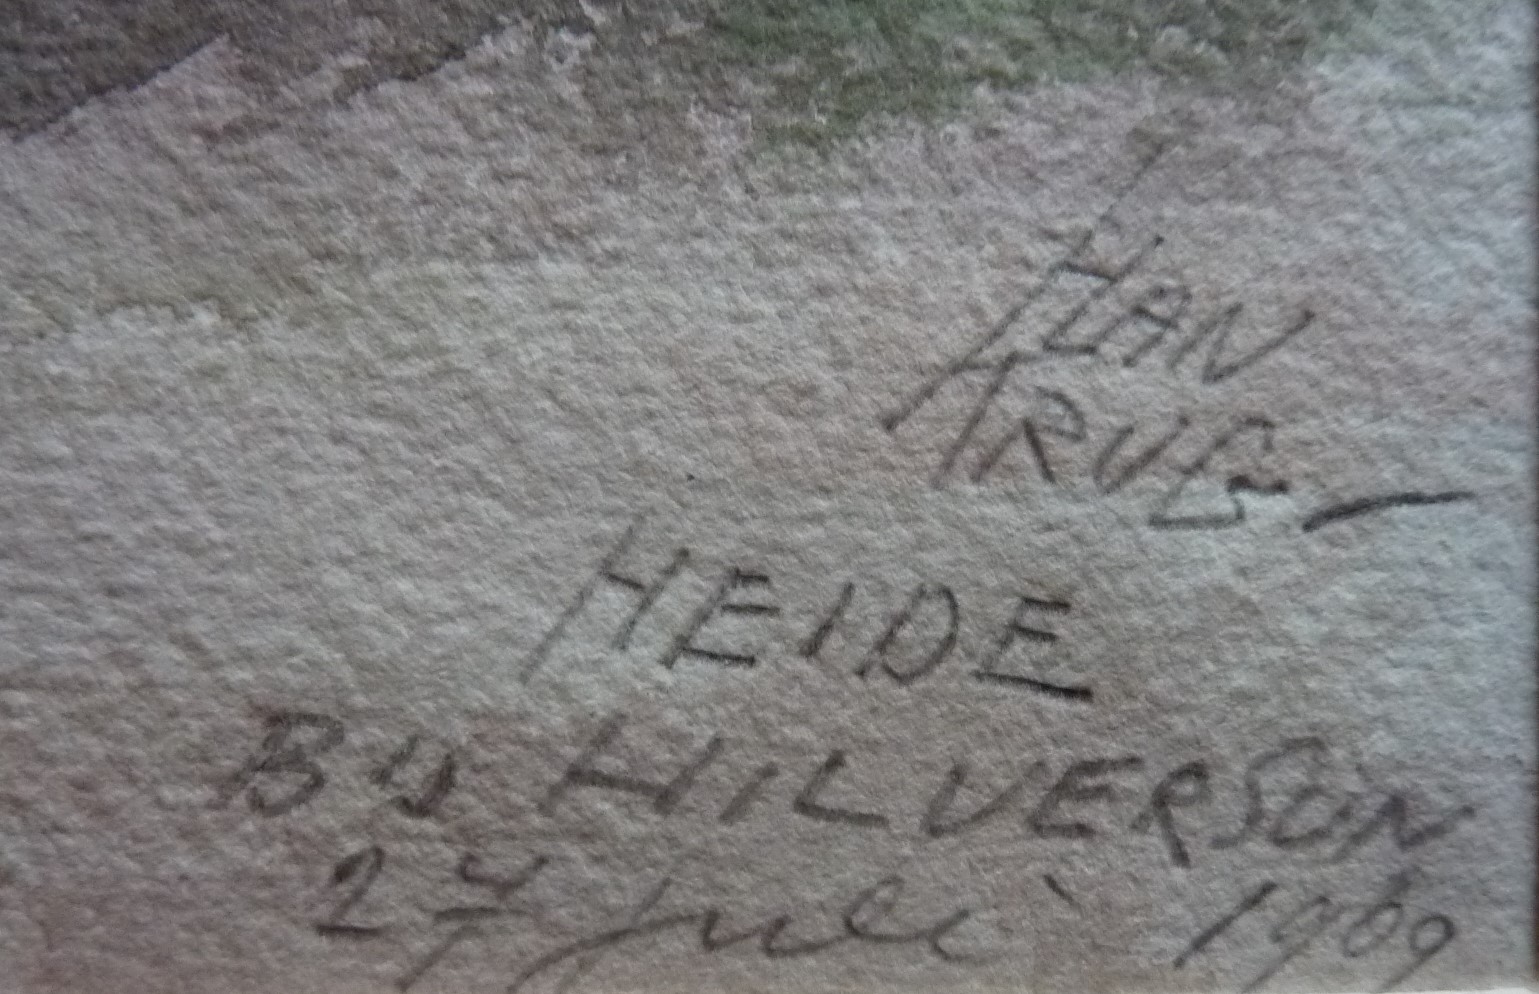 HAN
KRUG
HEIDE
By HILVERSUM
27 juli 1969